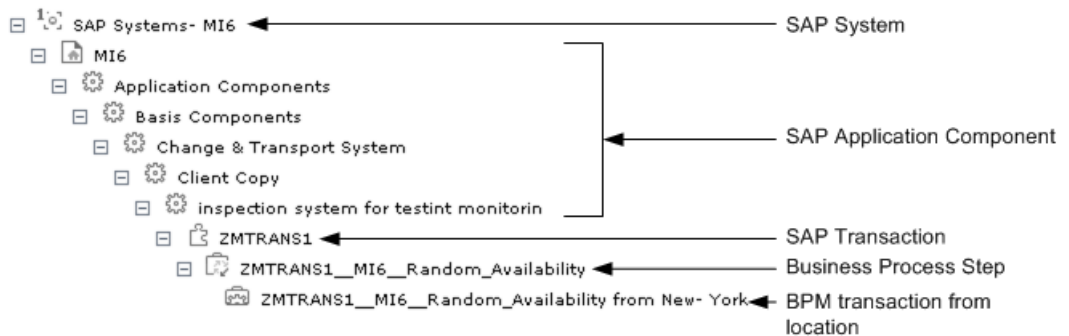 1 SAP Systems- MI6 SAP System
MI6
Application Components
Basis Components
Change & Transport System SAP Application Component
Client Copy
inspection system for testint monitorin
ZMTRANS1 SAP Transaction
ZMTRANS1__MI6__Random_Availability Business Process Step
ZMTRANS1__MI6__Random_Availability from New- York BPM transaction from
location